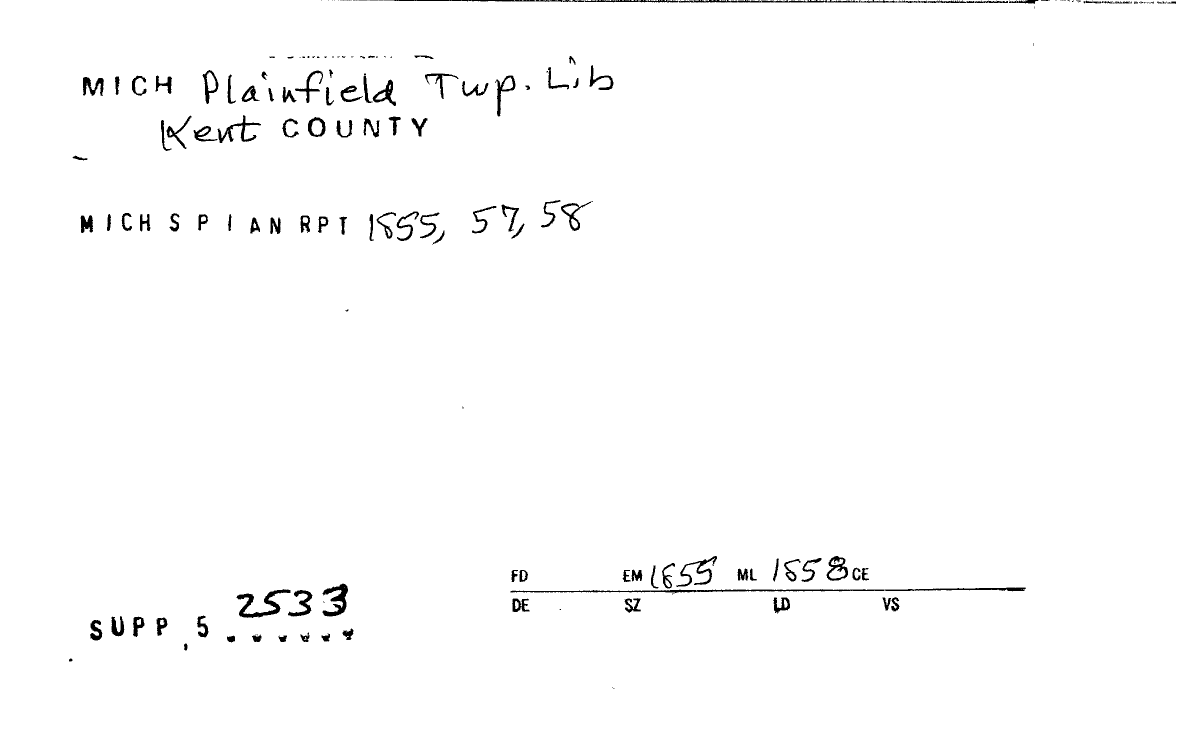 MICH Plainfield Twp. Lib
Kent COUNTY
MICH S P I AN RPT 1855, 57, 58
FD EM 1855 ML 1858 CE
DE SZ LD VS
2533
SUPP, 5 ......